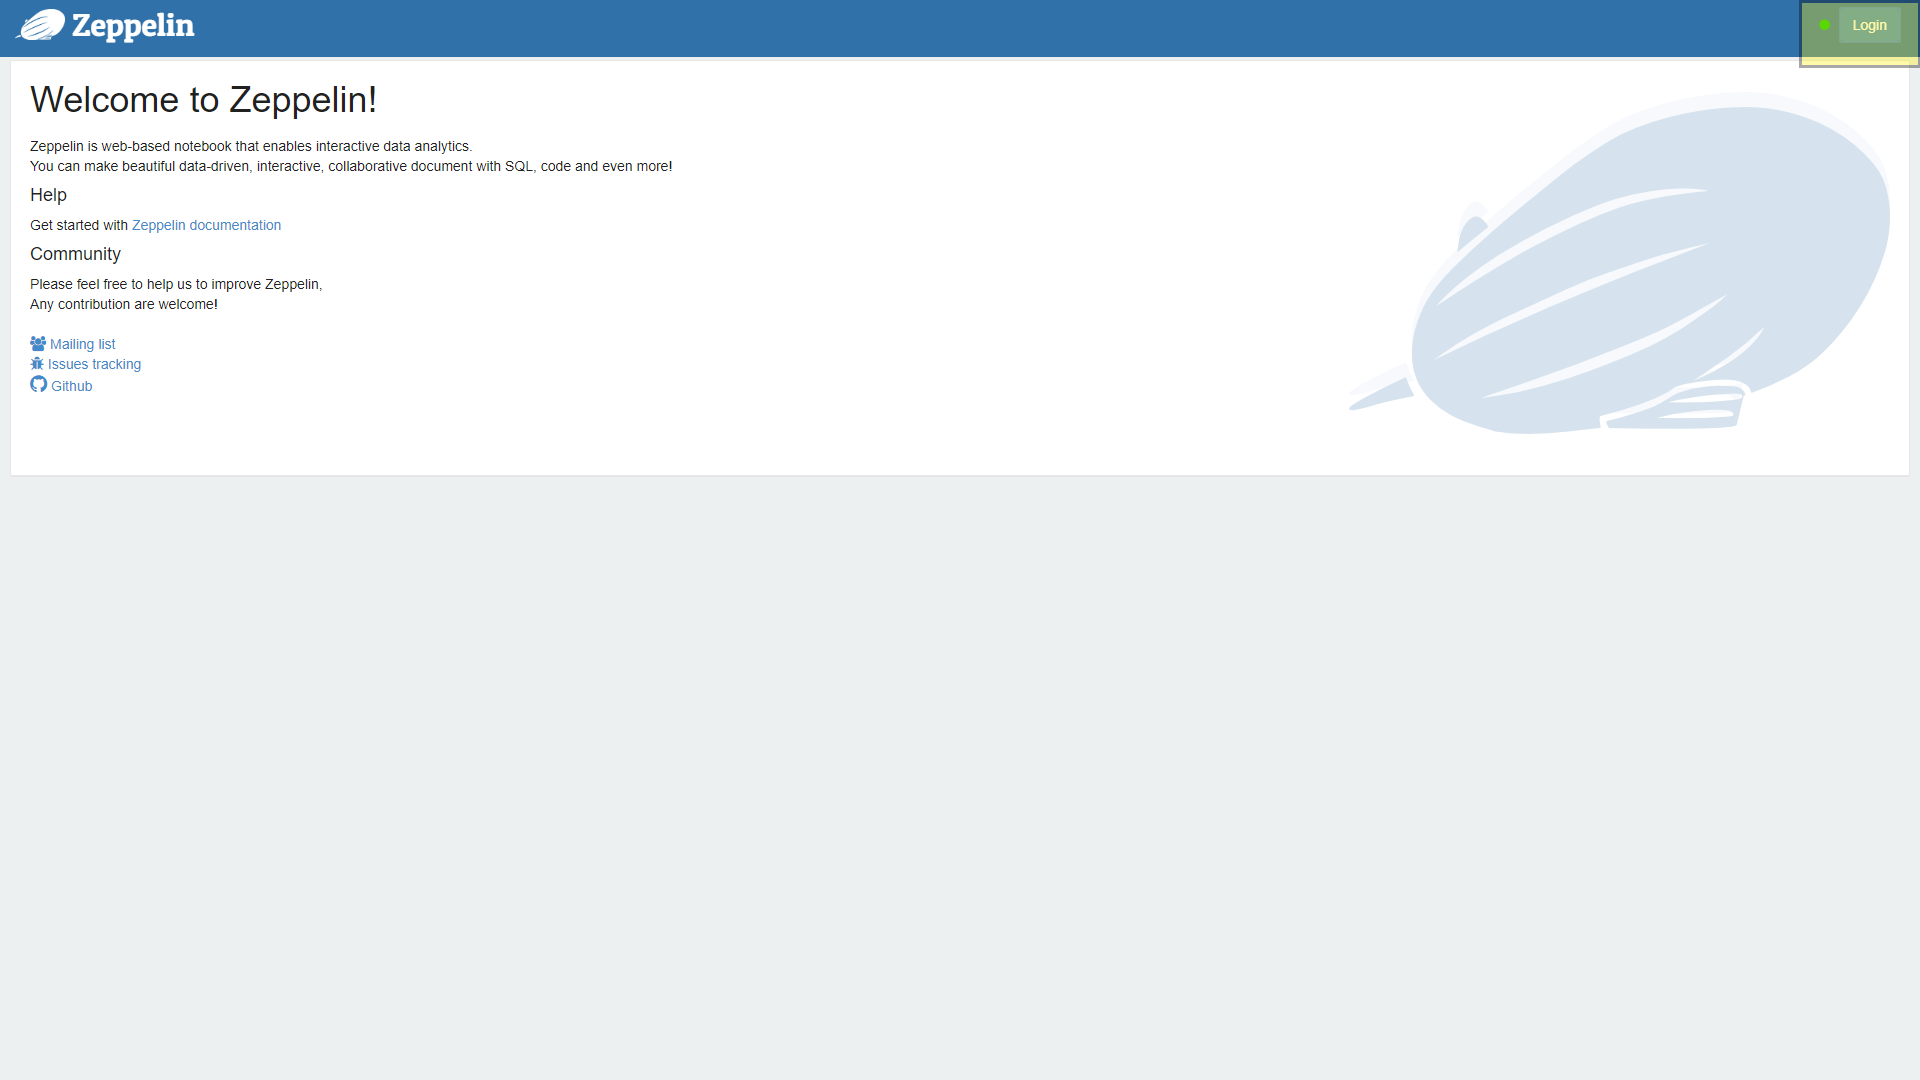 Zeppelin
Login
Welcome to Zeppelin!
Zeppelin is web-based notebook that enables interactive data analytics.
You can make beautiful data-driven, interactive, collaborative document with SQL, code and even more!
Help
Get started with Zeppelin documentation
Community
Please feel free to help us to improve Zeppelin,
Any contribution are welcome!
Mailing list
Issues tracking
Github